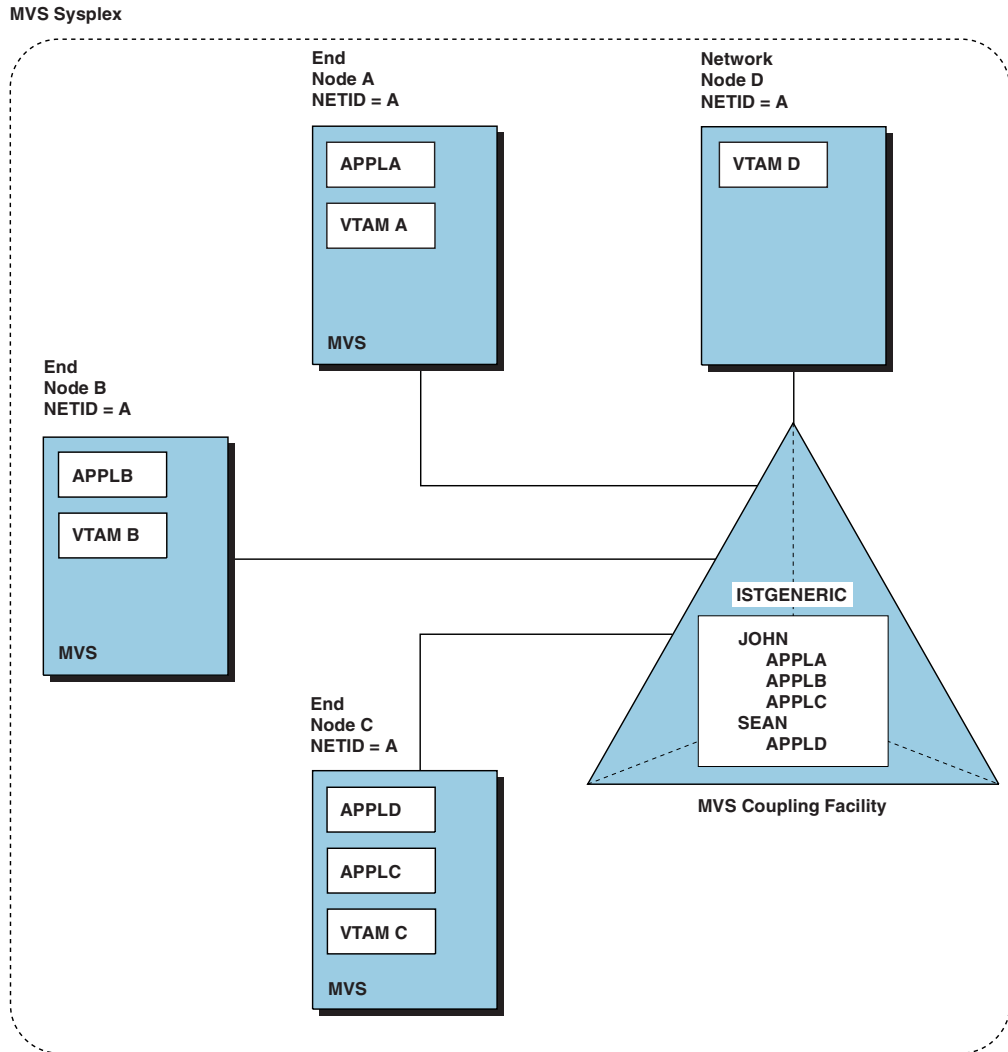 MVS Sysplex
End
Node A
NETID = A
APPLA
VTAM A
MVS
Network
Node D
NETID = A
VTAM D
End
Node B
NETID = A
APPLB
VTAM B
MVS
End
Node C
NETID = A
APPLD
APPLC
VTAM C
MVS
ISTGENERIC
JOHN
APPLA
APPLB
APPLC
SEAN
APPLD
MVS Coupling Facility